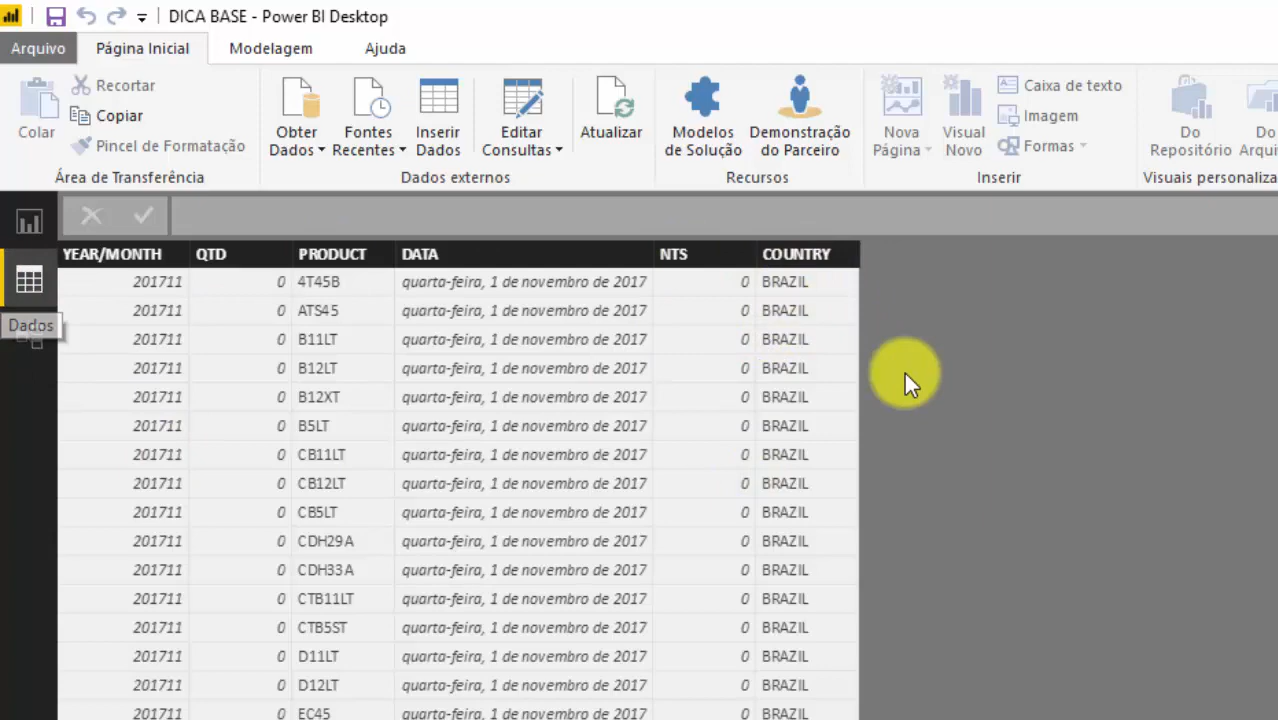 DICA BASE - Power BI Desktop
Arquivo Página Inicial Modelagem Ajuda
Colar
Recortar
Copiar
Pincel de Formatação
Área de Transferência
Obter Dados
Fontes Recentes
Inserir Dados
Editar Consultas
Atualizar
Dados externos
Modelos de Solução
Demonstração do Parceiro
Recursos
Nova Página
Visual Novo
Caixa de texto
Imagem
Formas
Inserir
Do Repositório
Do Arqui
Visuais personaliza
Dados
YEAR/MONTH QTD PRODUCT DATA NTS COUNTRY
201711 0 4T45B quarta-feira, 1 de novembro de 2017 0 BRAZIL
201711 0 ATS45 quarta-feira, 1 de novembro de 2017 0 BRAZIL
201711 0 B11LT quarta-feira, 1 de novembro de 2017 0 BRAZIL
201711 0 B12LT quarta-feira, 1 de novembro de 2017 0 BRAZIL
201711 0 B12XT quarta-feira, 1 de novembro de 2017 0 BRAZIL
201711 0 B5LT quarta-feira, 1 de novembro de 2017 0 BRAZIL
201711 0 CB11LT quarta-feira, 1 de novembro de 2017 0 BRAZIL
201711 0 CB12LT quarta-feira, 1 de novembro de 2017 0 BRAZIL
201711 0 CB5LT quarta-feira, 1 de novembro de 2017 0 BRAZIL
201711 0 CDH29A quarta-feira, 1 de novembro de 2017 0 BRAZIL
201711 0 CDH33A quarta-feira, 1 de novembro de 2017 0 BRAZIL
201711 0 CTB11LT quarta-feira, 1 de novembro de 2017 0 BRAZIL
201711 0 CTB5ST quarta-feira, 1 de novembro de 2017 0 BRAZIL
201711 0 D11LT quarta-feira, 1 de novembro de 2017 0 BRAZIL
201711 0 D12LT quarta-feira, 1 de novembro de 2017 0 BRAZIL
201711 0 EC45 quarta-feira, 1 de novembro de 2017 0 BRAZIL